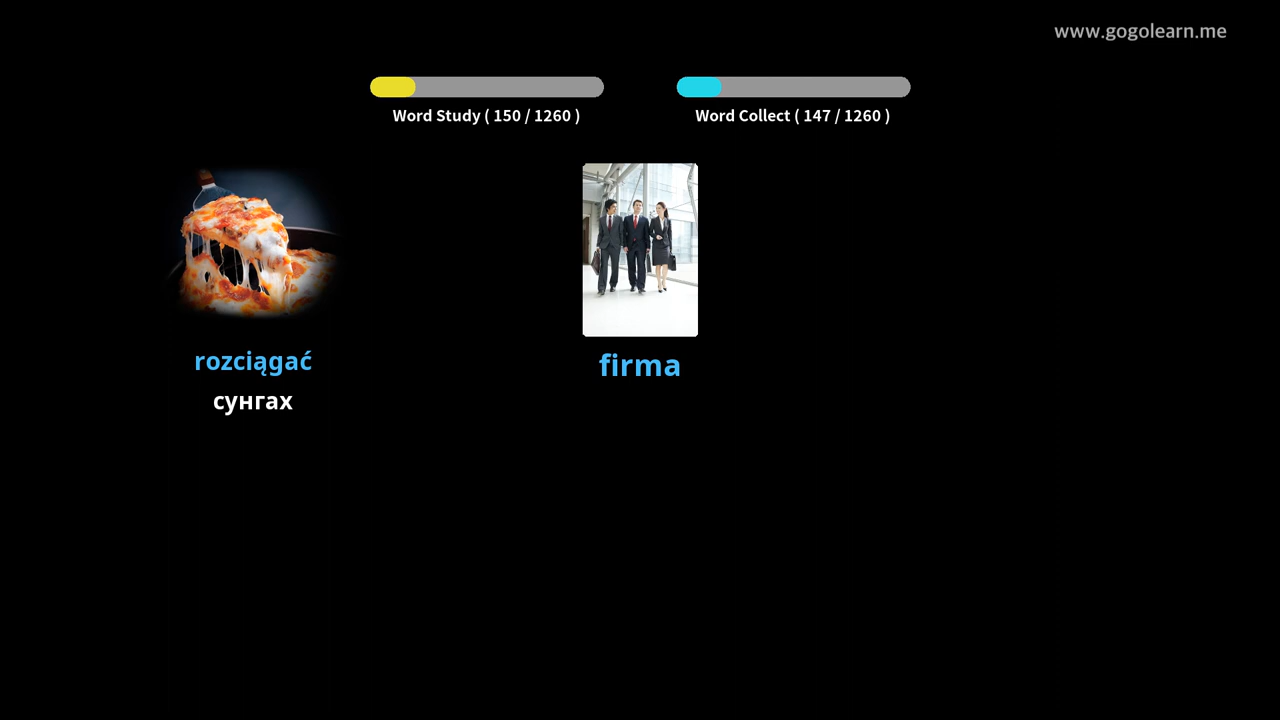 www.gogolearn.me
Word Study ( 150 / 1260 )
Word Collect ( 147 / 1260 )
rozciągać
сунгах
firma